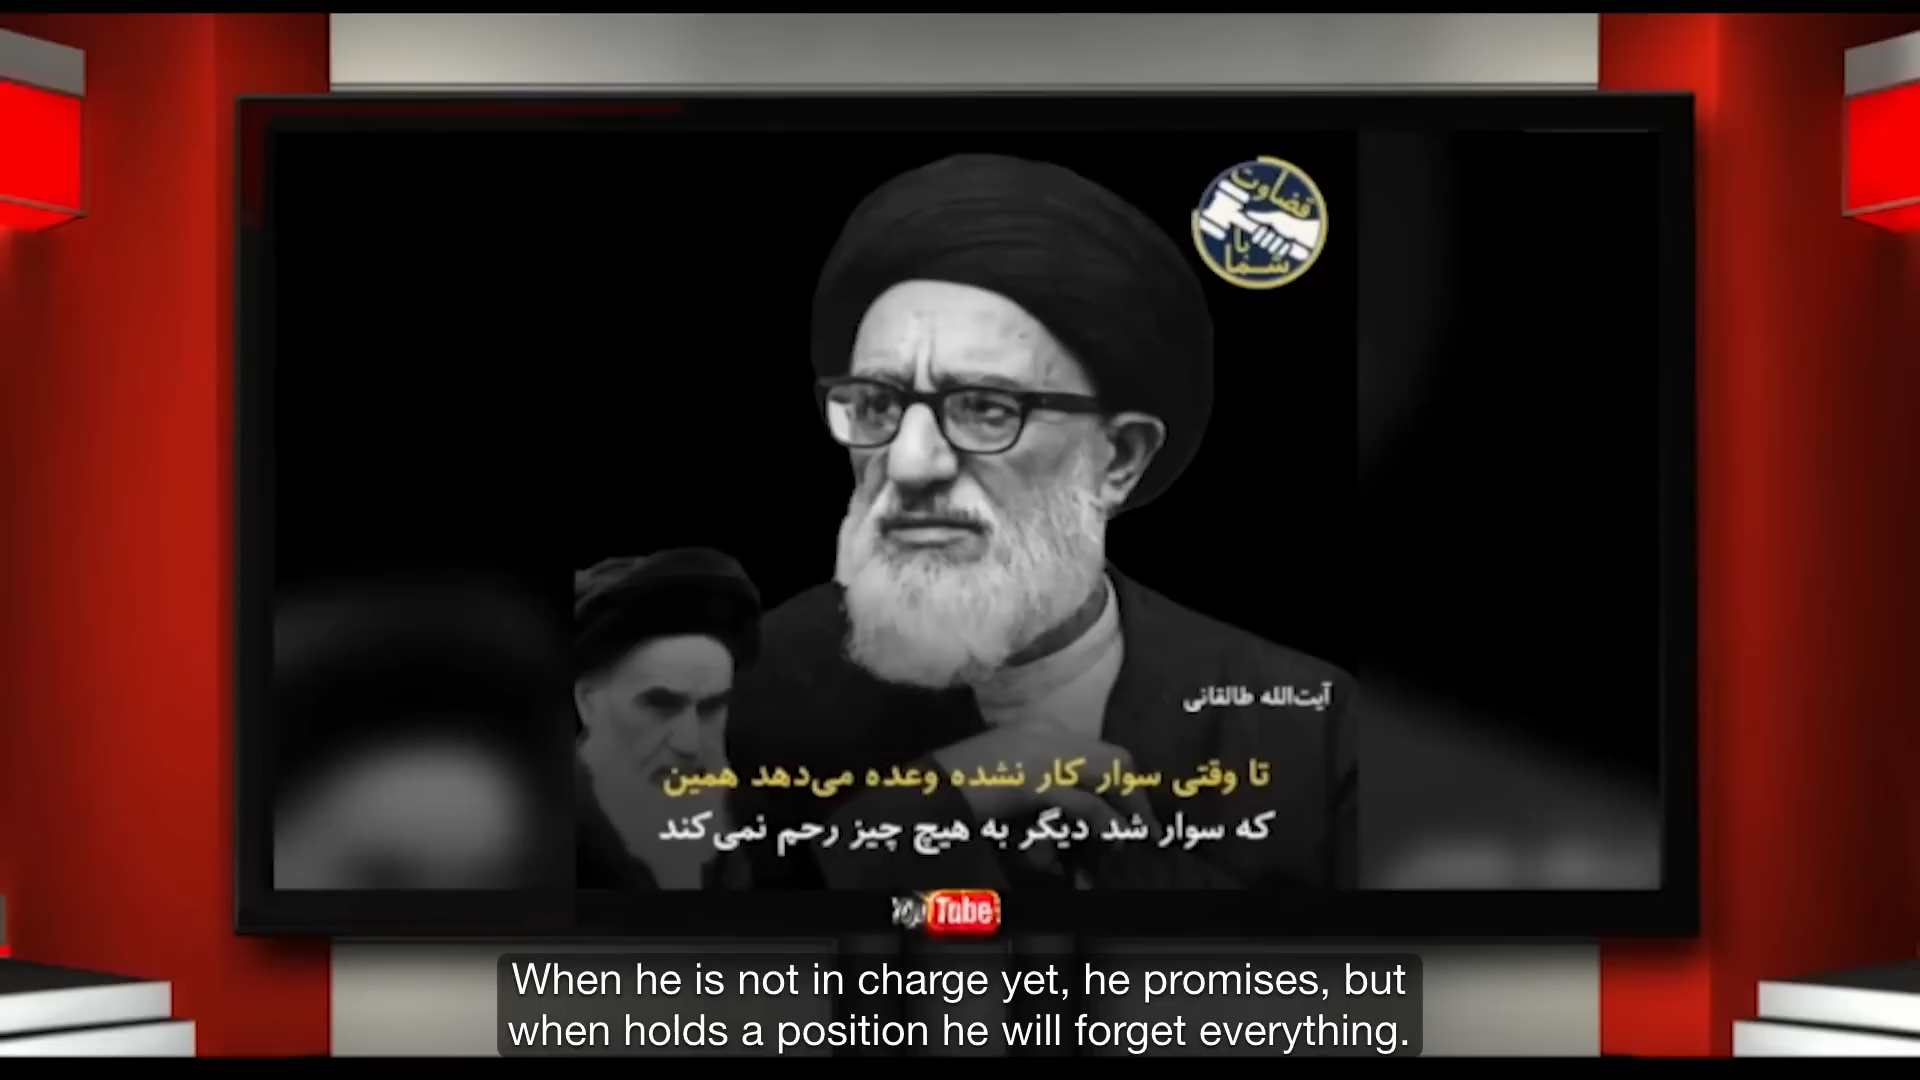 قضاوت
با
شما
آیت‌الله طالقانی
تا وقتی سوار کار نشده وعده می‌دهد همین
که سوار شد دیگر به هیچ چیز رحم نمی‌کند
YouTube
When he is not in charge yet, he promises, but
when holds a position he will forget everything.